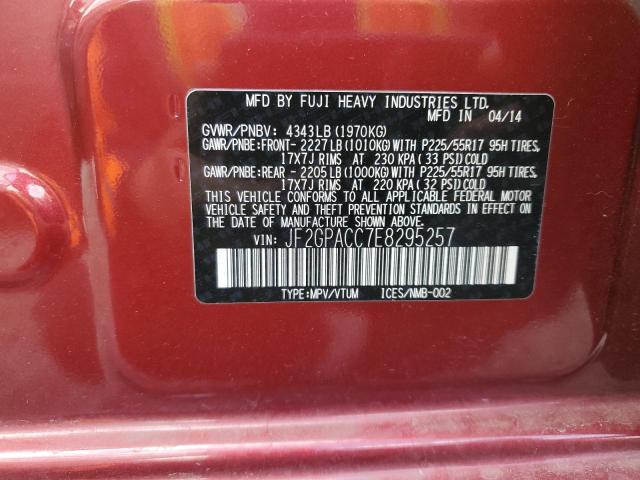 MFD BY FUJI HEAVY INDUSTRIES LTD.
MFD IN 04/14
GVWR/PNBV: 4343LB(1970KG)
GAWR/PNBE:FRONT-2227LB(1010KG)WITH P225/55R17 95H TIRES,
17X7J RIMS AT 230 KPA(33 PSI)COLD
GAWR/PNBE:REAR -2205LB(1000KG)WITH P225/55R17 95H TIRES,
17X7J RIMS AT 220 KPA(32 PSI)COLD
THIS VEHICLE CONFORMS TO ALL APPLICABLE FEDERAL MOTOR
VEHICLE SAFETY AND THEFT PREVENTION STANDARDS IN EFFECT
ON THE DATE OF MANUFACTURE SHOWN ABOVE.
VIN: JF2GPACC7E8295257
TYPE:MPV/VTUM ICES/NMB-002